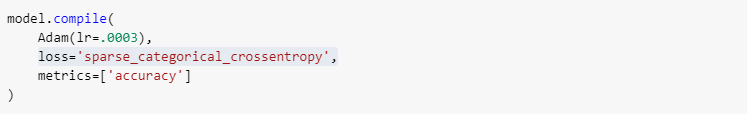 model.compile(
    Adam(lr=.0003),
    loss='sparse_categorical_crossentropy',
    metrics=['accuracy']
)